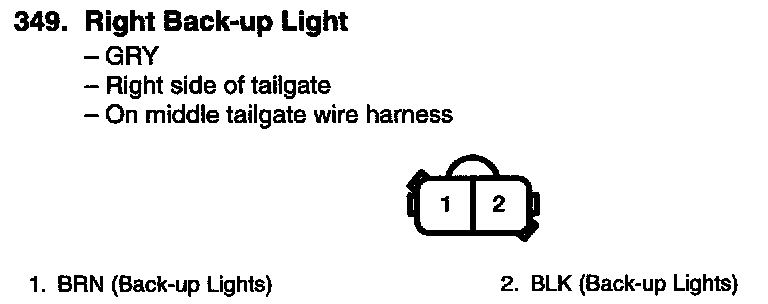 349. Right Back-up Light
– GRY
– Right side of tailgate
– On middle tailgate wire harness
1 2
1. BRN (Back-up Lights) 2. BLK (Back-up Lights)